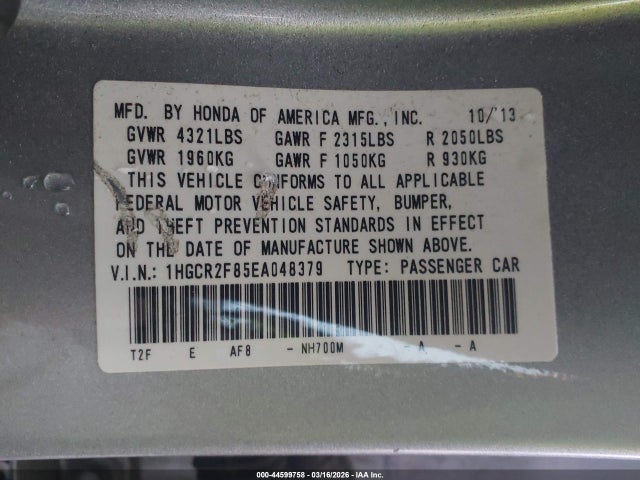 MFD. BY HONDA OF AMERICA MFG., INC. 10/13
GVWR 4321LBS GAWR F 2315LBS R 2050LBS
GVWR 1960KG GAWR F 1050KG R 930KG
THIS VEHICLE CONFORMS TO ALL APPLICABLE
FEDERAL MOTOR VEHICLE SAFETY, BUMPER,
AND THEFT PREVENTION STANDARDS IN EFFECT
ON THE DATE OF MANUFACTURE SHOWN ABOVE.
V.I.N.: 1HGCR2F85EA048379 TYPE: PASSENGER CAR
T2F E AF8 - NH700M - A - A
000-44599758 - 03/16/2026 - IAA Inc.